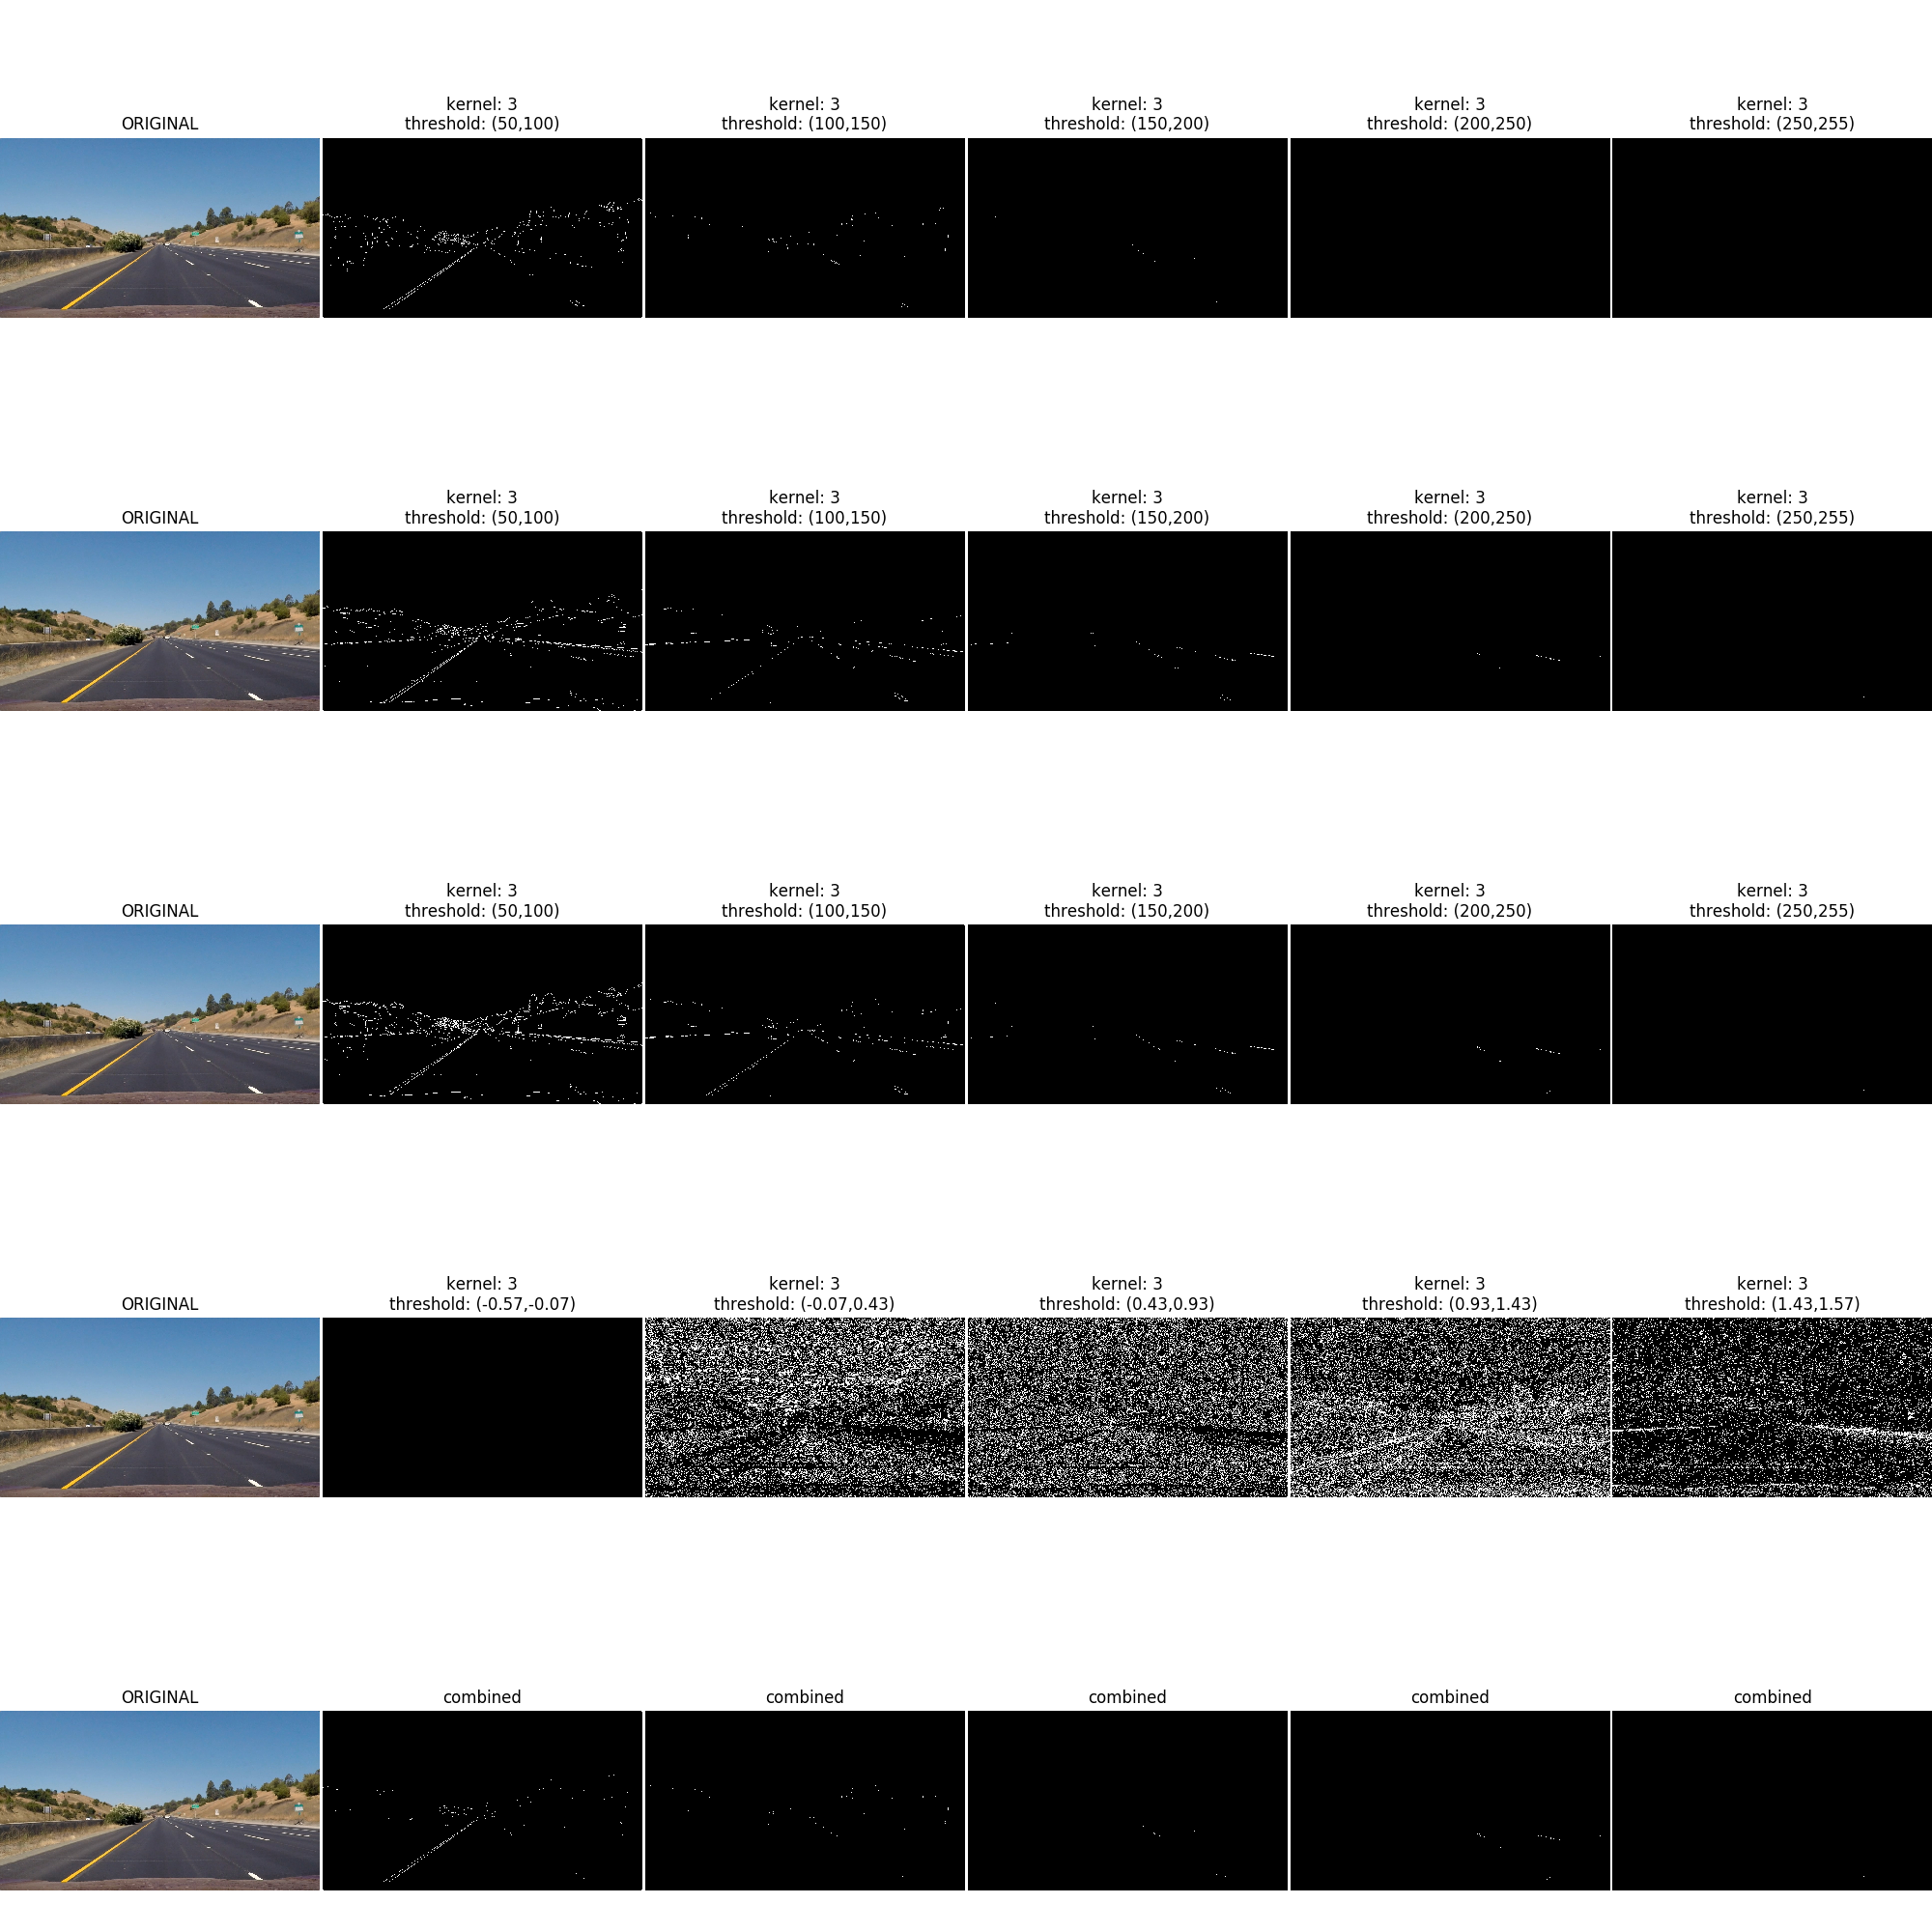 ORIGINAL
kernel: 3
threshold: (50,100)
kernel: 3
threshold: (100,150)
kernel: 3
threshold: (150,200)
kernel: 3
threshold: (200,250)
kernel: 3
threshold: (250,255)
ORIGINAL
kernel: 3
threshold: (50,100)
kernel: 3
threshold: (100,150)
kernel: 3
threshold: (150,200)
kernel: 3
threshold: (200,250)
kernel: 3
threshold: (250,255)
ORIGINAL
kernel: 3
threshold: (50,100)
kernel: 3
threshold: (100,150)
kernel: 3
threshold: (150,200)
kernel: 3
threshold: (200,250)
kernel: 3
threshold: (250,255)
ORIGINAL
kernel: 3
threshold: (-0.57,-0.07)
kernel: 3
threshold: (-0.07,0.43)
kernel: 3
threshold: (0.43,0.93)
kernel: 3
threshold: (0.93,1.43)
kernel: 3
threshold: (1.43,1.57)
ORIGINAL
combined
combined
combined
combined
combined